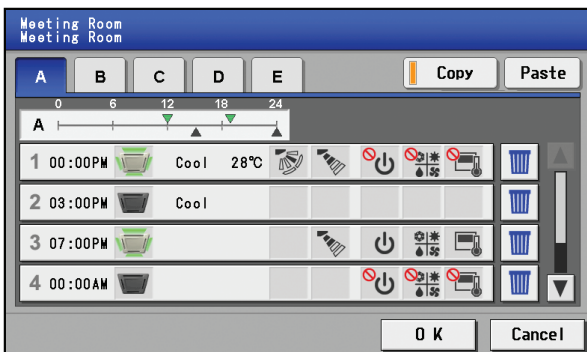 Meeting Room
Meeting Room
A B C D E Copy Paste
0 6 12 18 24
A
1 00:00PM Cool 28℃
2 03:00PM Cool
3 07:00PM
4 00:00AM
O K Cancel